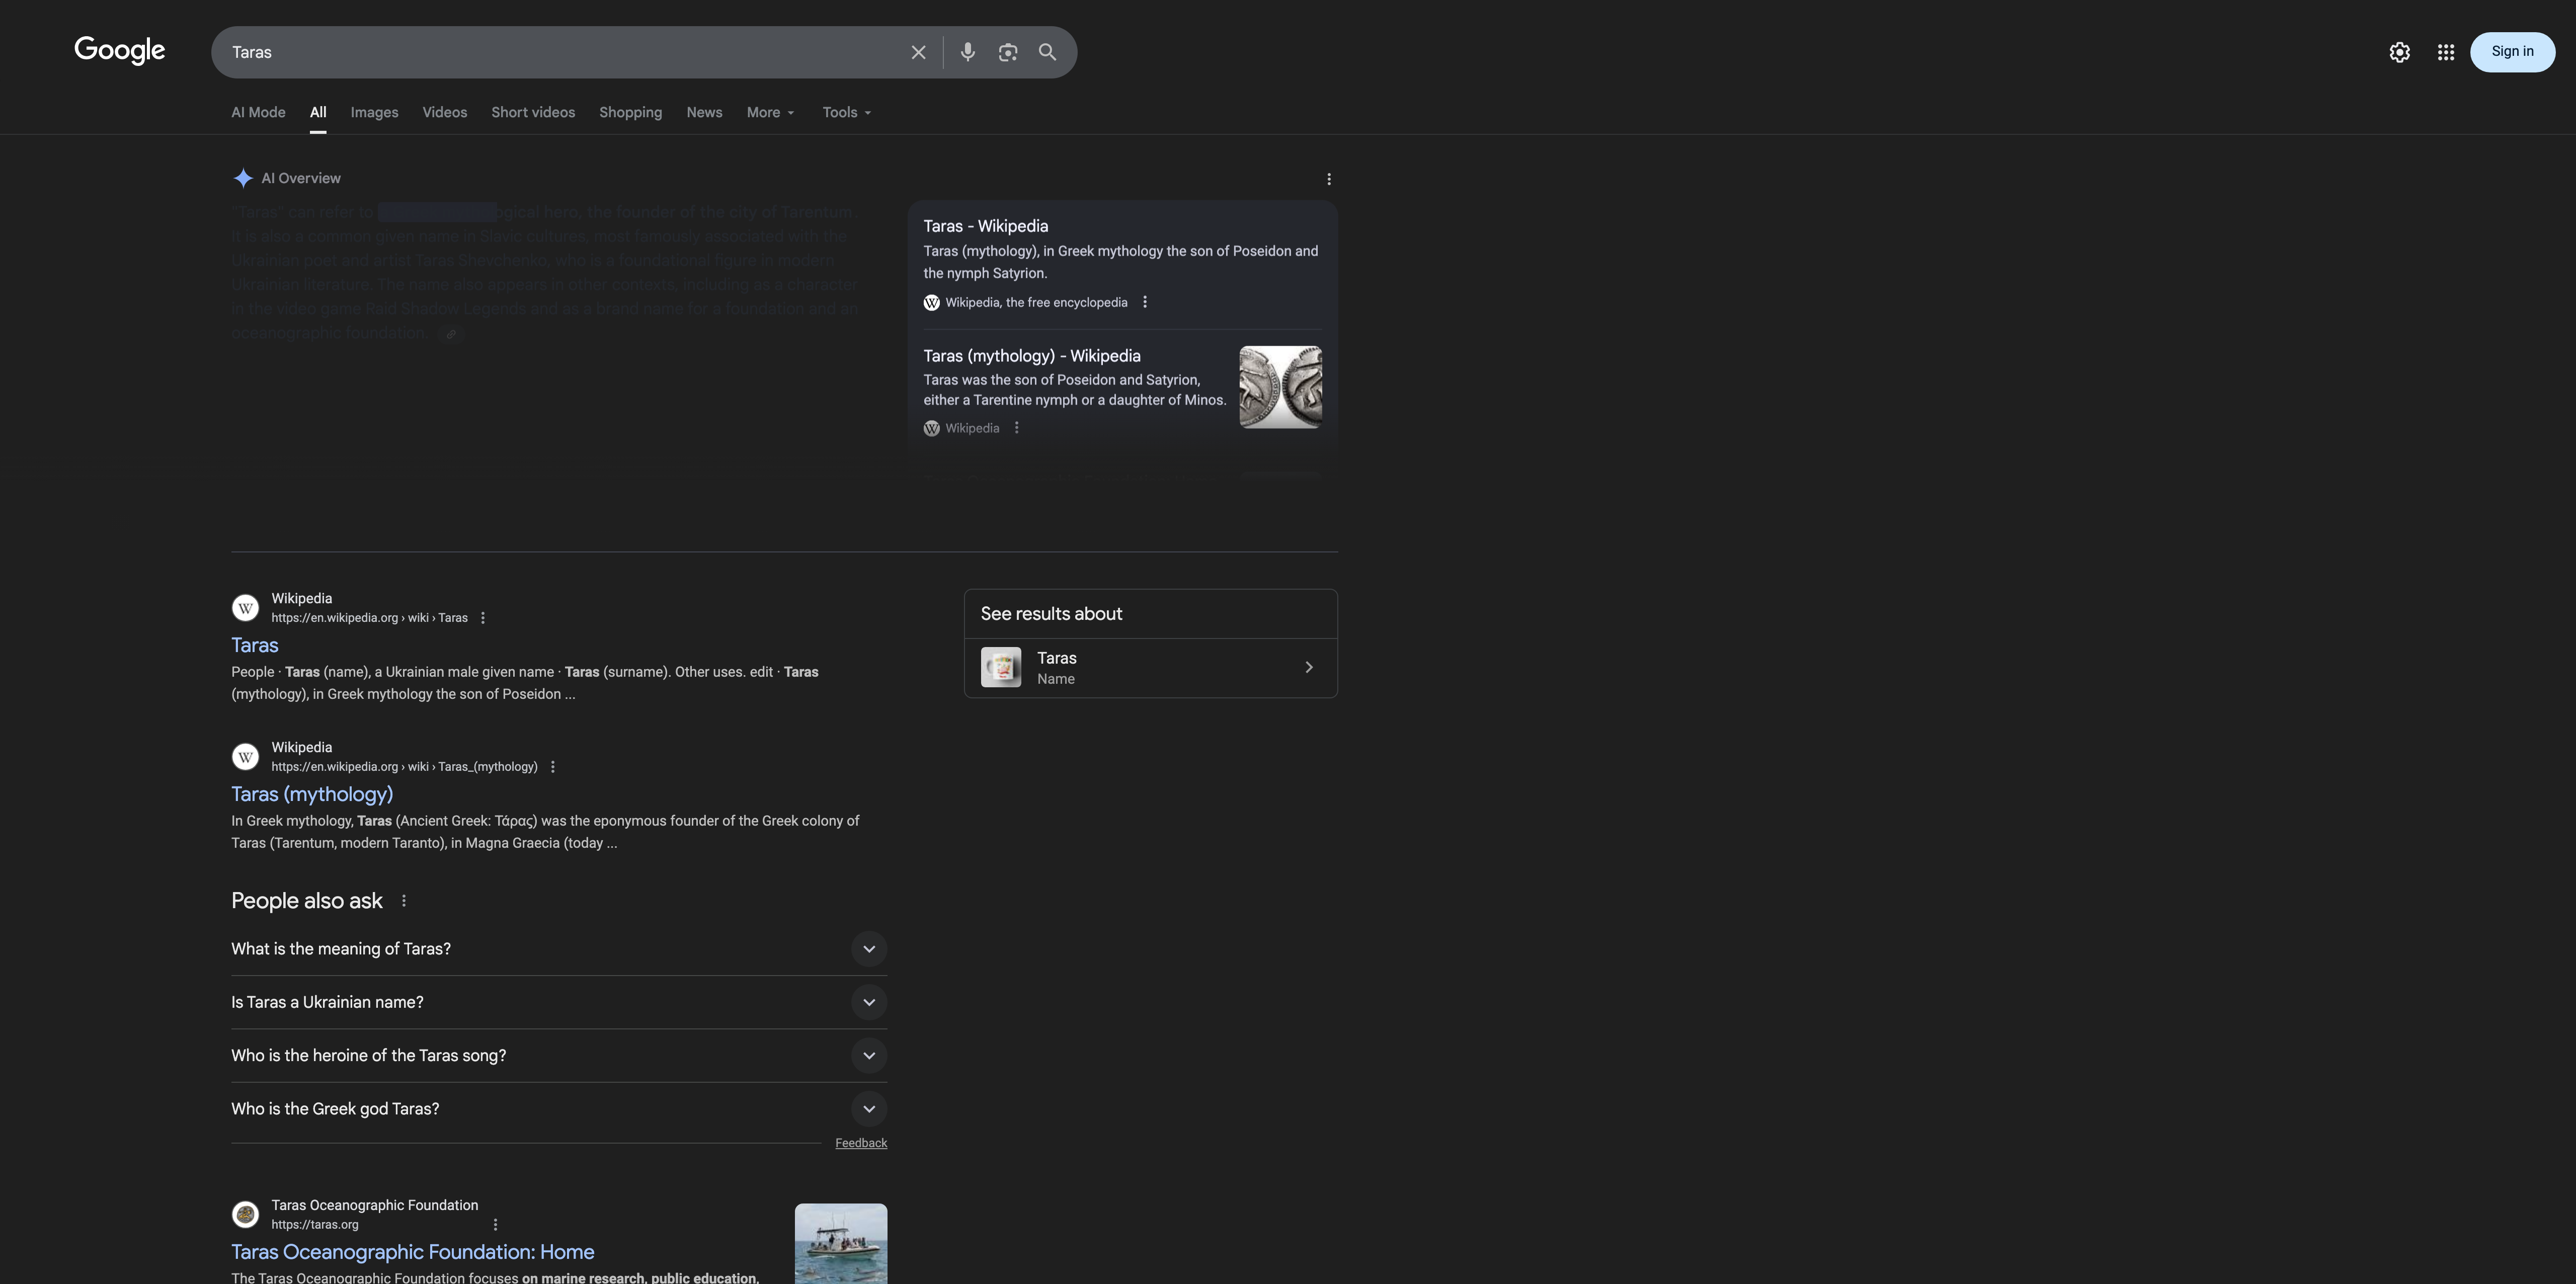 Google
Taras
Sign in
AI Mode
All
Images
Videos
Short videos
Shopping
News
More
Tools
AI Overview
"Taras" can refer to ogical hero, the founder of the city of Tarentum.
It is also a common given name in Slavic cultures, most famously associated with the
Ukrainian poet and artist Taras Shevchenko, who is a foundational figure in modern
Ukrainian literature. The name also appears in other contexts, including as a character
in the video game Raid Shadow Legends and as a brand name for a foundation and an
oceanographic foundation.
Taras - Wikipedia
Taras (mythology), in Greek mythology the son of Poseidon and
the nymph Satyrion.
Wikipedia, the free encyclopedia
Taras (mythology) - Wikipedia
Taras was the son of Poseidon and Satyrion,
either a Tarentine nymph or a daughter of Minos.
Wikipedia
Wikipedia
https://en.wikipedia.org › wiki › Taras
Taras
People · Taras (name), a Ukrainian male given name · Taras (surname). Other uses. edit · Taras
(mythology), in Greek mythology the son of Poseidon ...
See results about
Taras
Name
Wikipedia
https://en.wikipedia.org › wiki › Taras_(mythology)
Taras (mythology)
In Greek mythology, Taras (Ancient Greek: Τάρας) was the eponymous founder of the Greek colony of
Taras (Tarentum, modern Taranto), in Magna Graecia (today ...
People also ask
What is the meaning of Taras?
Is Taras a Ukrainian name?
Who is the heroine of the Taras song?
Who is the Greek god Taras?
Feedback
Taras Oceanographic Foundation
https://taras.org
Taras Oceanographic Foundation: Home
The Taras Oceanographic Foundation focuses on marine research, public education,